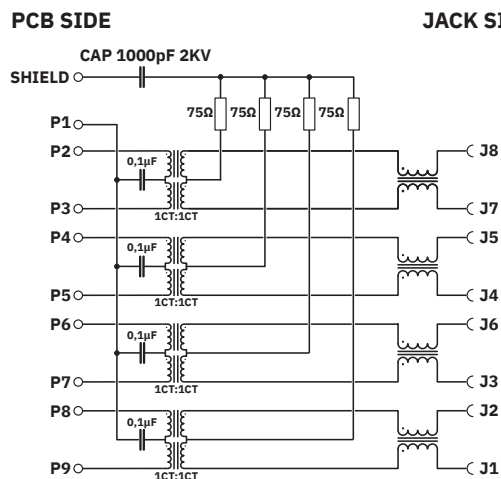 PCB SIDE
JACK SI
CAP 1000pF 2KV
SHIELD
75Ω 75Ω 75Ω 75Ω
P1
P2
0,1µF
J8
P3
1CT:1CT
J7
P4
0,1µF
J5
P5
1CT:1CT
J4
P6
0,1µF
J6
P7
1CT:1CT
J3
P8
0,1µF
J2
P9
1CT:1CT
J1